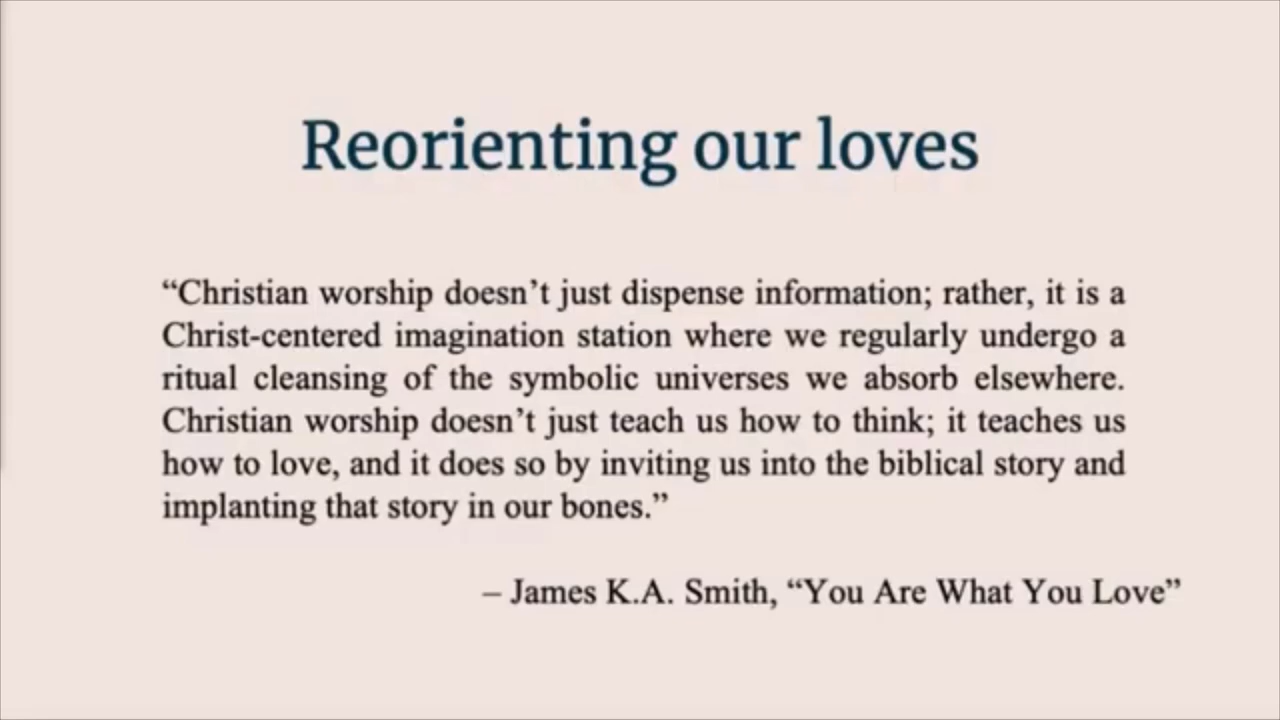 Reorienting our loves
“Christian worship doesn’t just dispense information; rather, it is a
Christ-centered imagination station where we regularly undergo a
ritual cleansing of the symbolic universes we absorb elsewhere.
Christian worship doesn’t just teach us how to think; it teaches us
how to love, and it does so by inviting us into the biblical story and
implanting that story in our bones.”
– James K.A. Smith, “You Are What You Love”